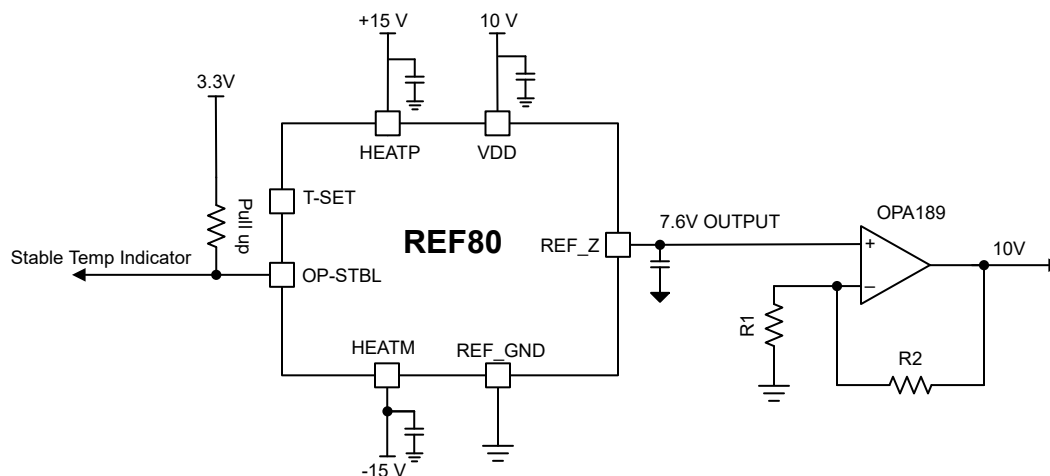 +15 V
10 V
3.3V
HEATP
VDD
T-SET
Pull up
REF80
REF_Z
7.6V OUTPUT
OPA189
10V
+
–
Stable Temp Indicator
OP-STBL
R1
HEATM
REF_GND
R2
-15 V